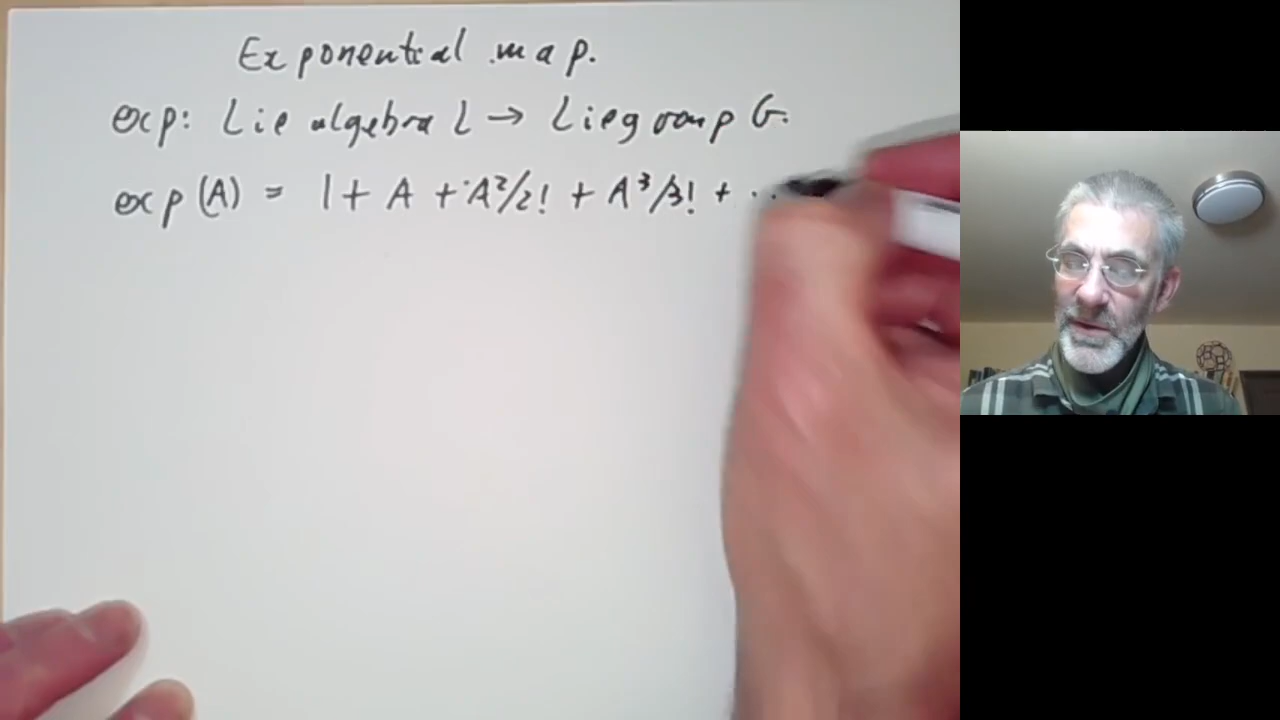 Exponential map.
exp: Lie algebra L → Lie group G.
exp(A) = 1 + A + A²/2! + A³/3! + ...